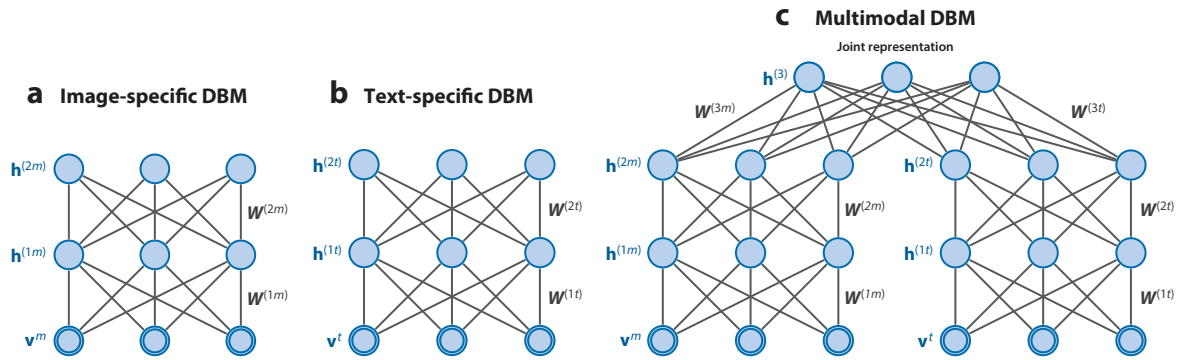 a Image-specific DBM
h(2m)
W(2m)
h(1m)
W(1m)
vm
b Text-specific DBM
h(2t)
W(2t)
h(1t)
W(1t)
vt
c Multimodal DBM
Joint representation
h(3)
W(3m)
W(3t)
h(2m)
W(2m)
h(1m)
W(1m)
vm
h(2t)
W(2t)
h(1t)
W(1t)
vt